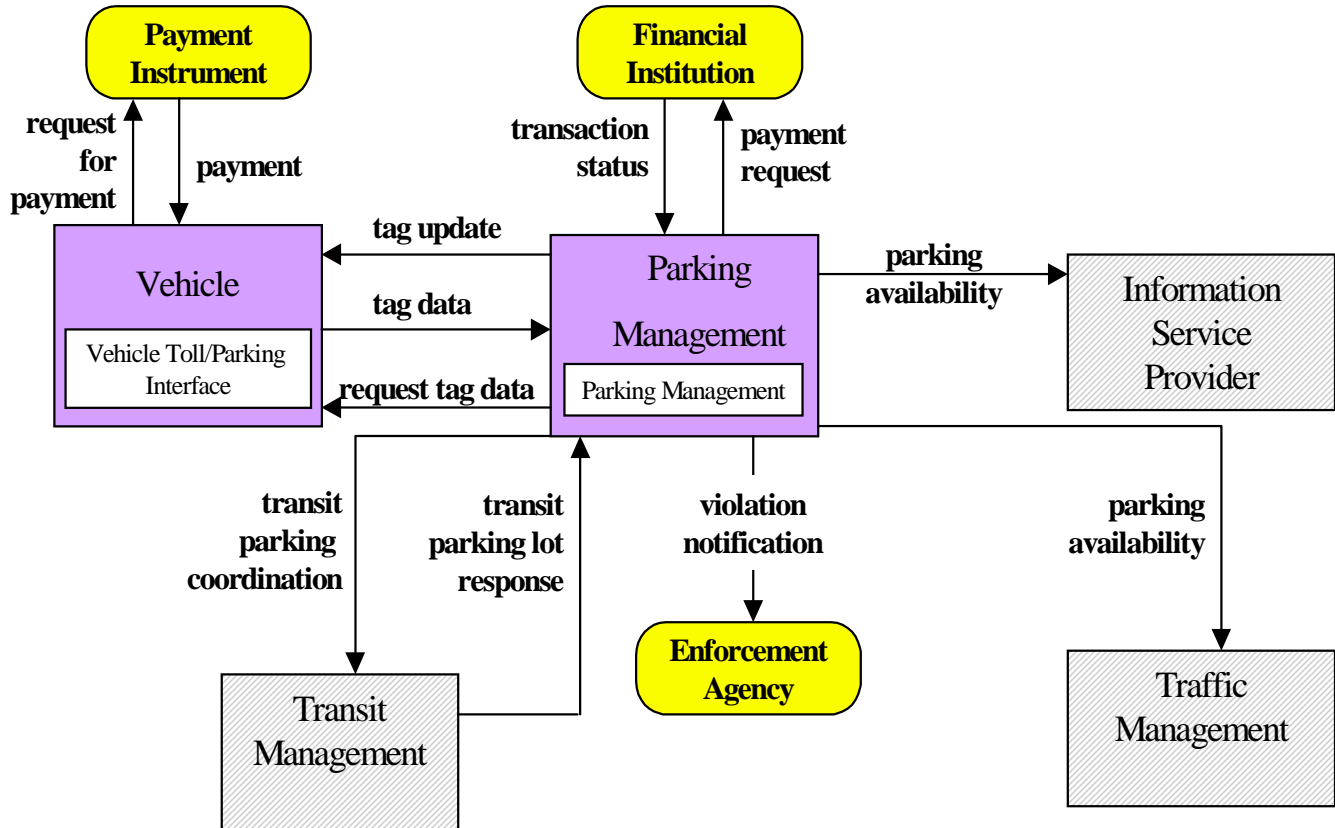 Payment
Instrument
Financial
Institution
request
for
payment
payment
transaction
status
payment
request
tag update
tag data
request tag data
Vehicle
Vehicle Toll/Parking
Interface
Parking
Management
Parking Management
parking
availability
Information
Service
Provider
transit
parking
coordination
transit
parking lot
response
violation
notification
parking
availability
Enforcement
Agency
Transit
Management
Traffic
Management